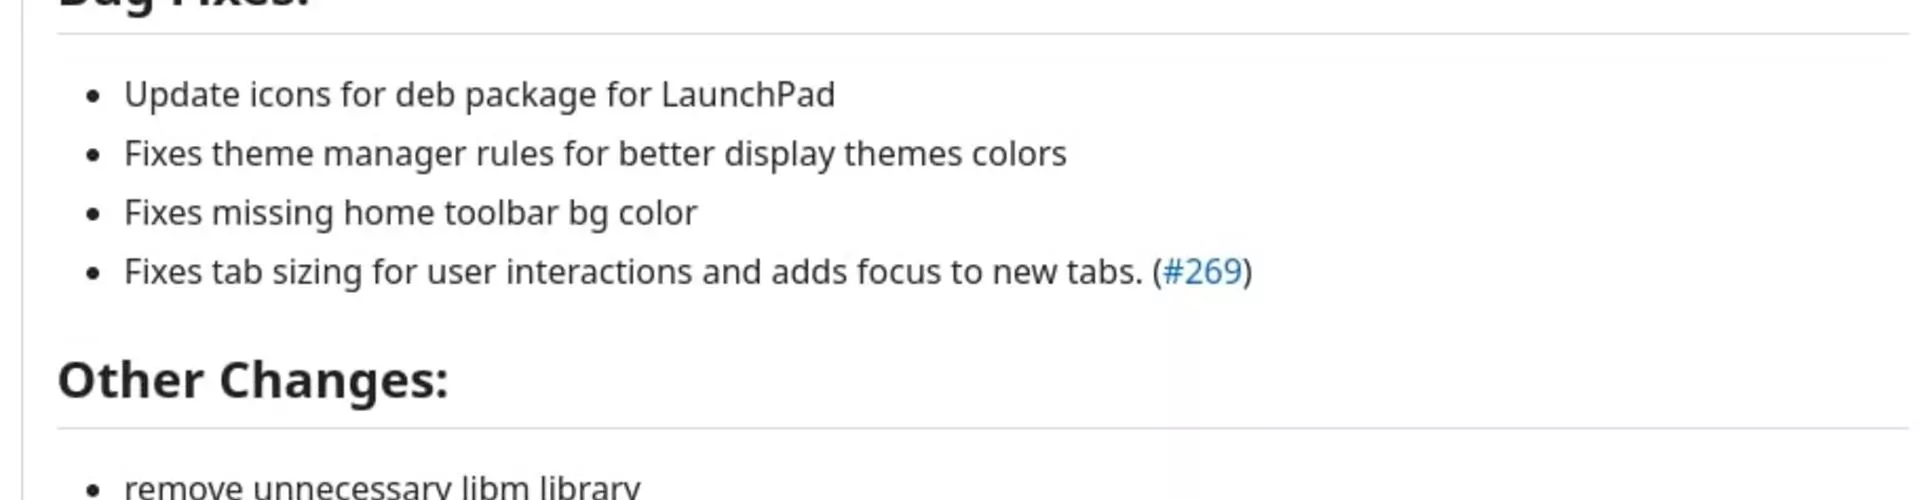 Bug Fixes:
Update icons for deb package for LaunchPad
Fixes theme manager rules for better display themes colors
Fixes missing home toolbar bg color
Fixes tab sizing for user interactions and adds focus to new tabs. (#269)
Other Changes:
remove unnecessary libm library